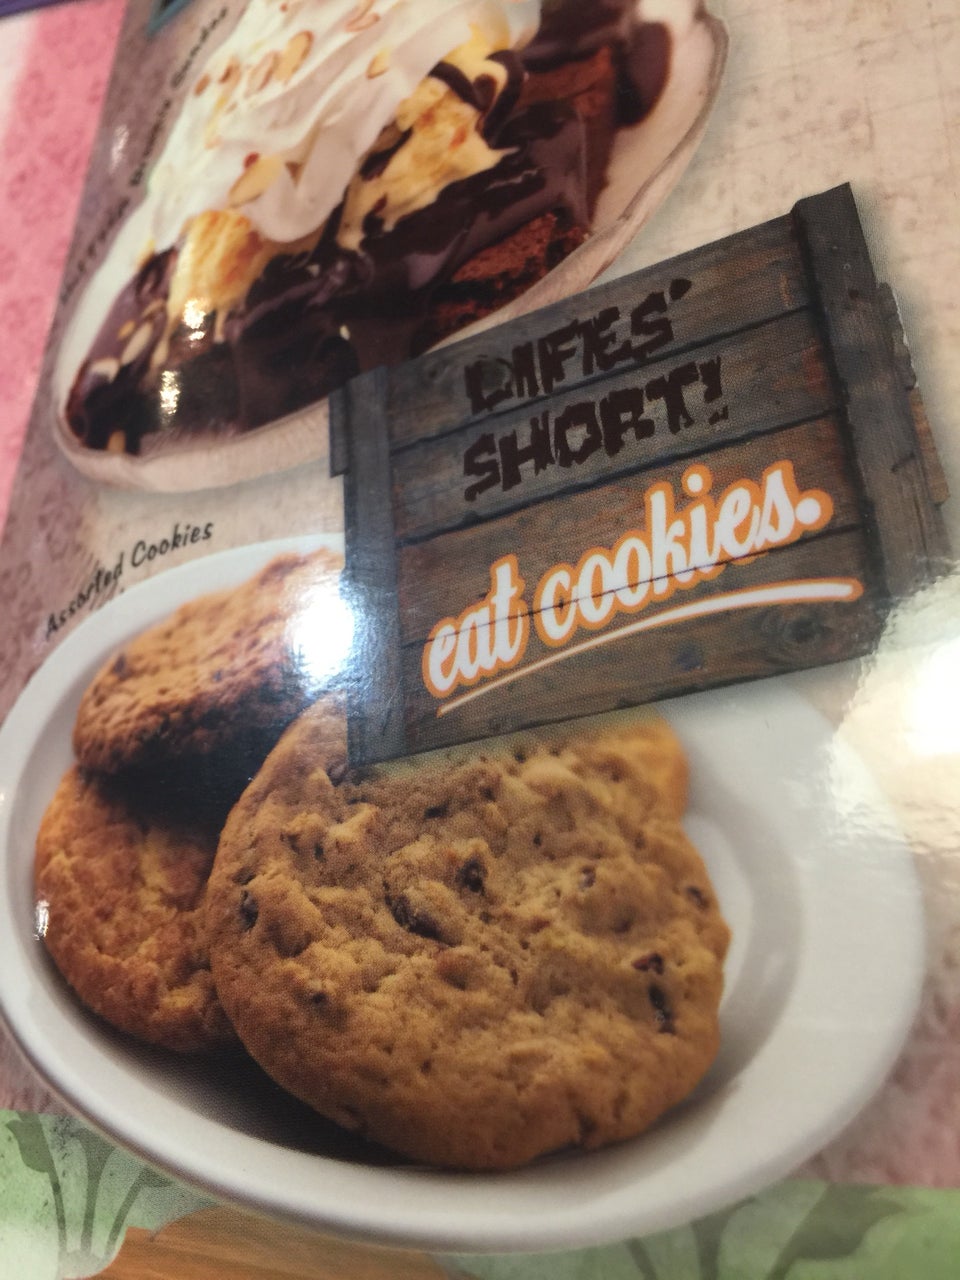 LIFES'
SHORT!
eat cookies.
Assorted Cookies